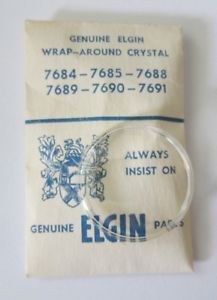 GENUINE ELGIN
WRAP-AROUND CRYSTAL
7684-7685-7688
7689-7690-7691
ALWAYS
INSIST ON
GENUINE ELGIN PARTS